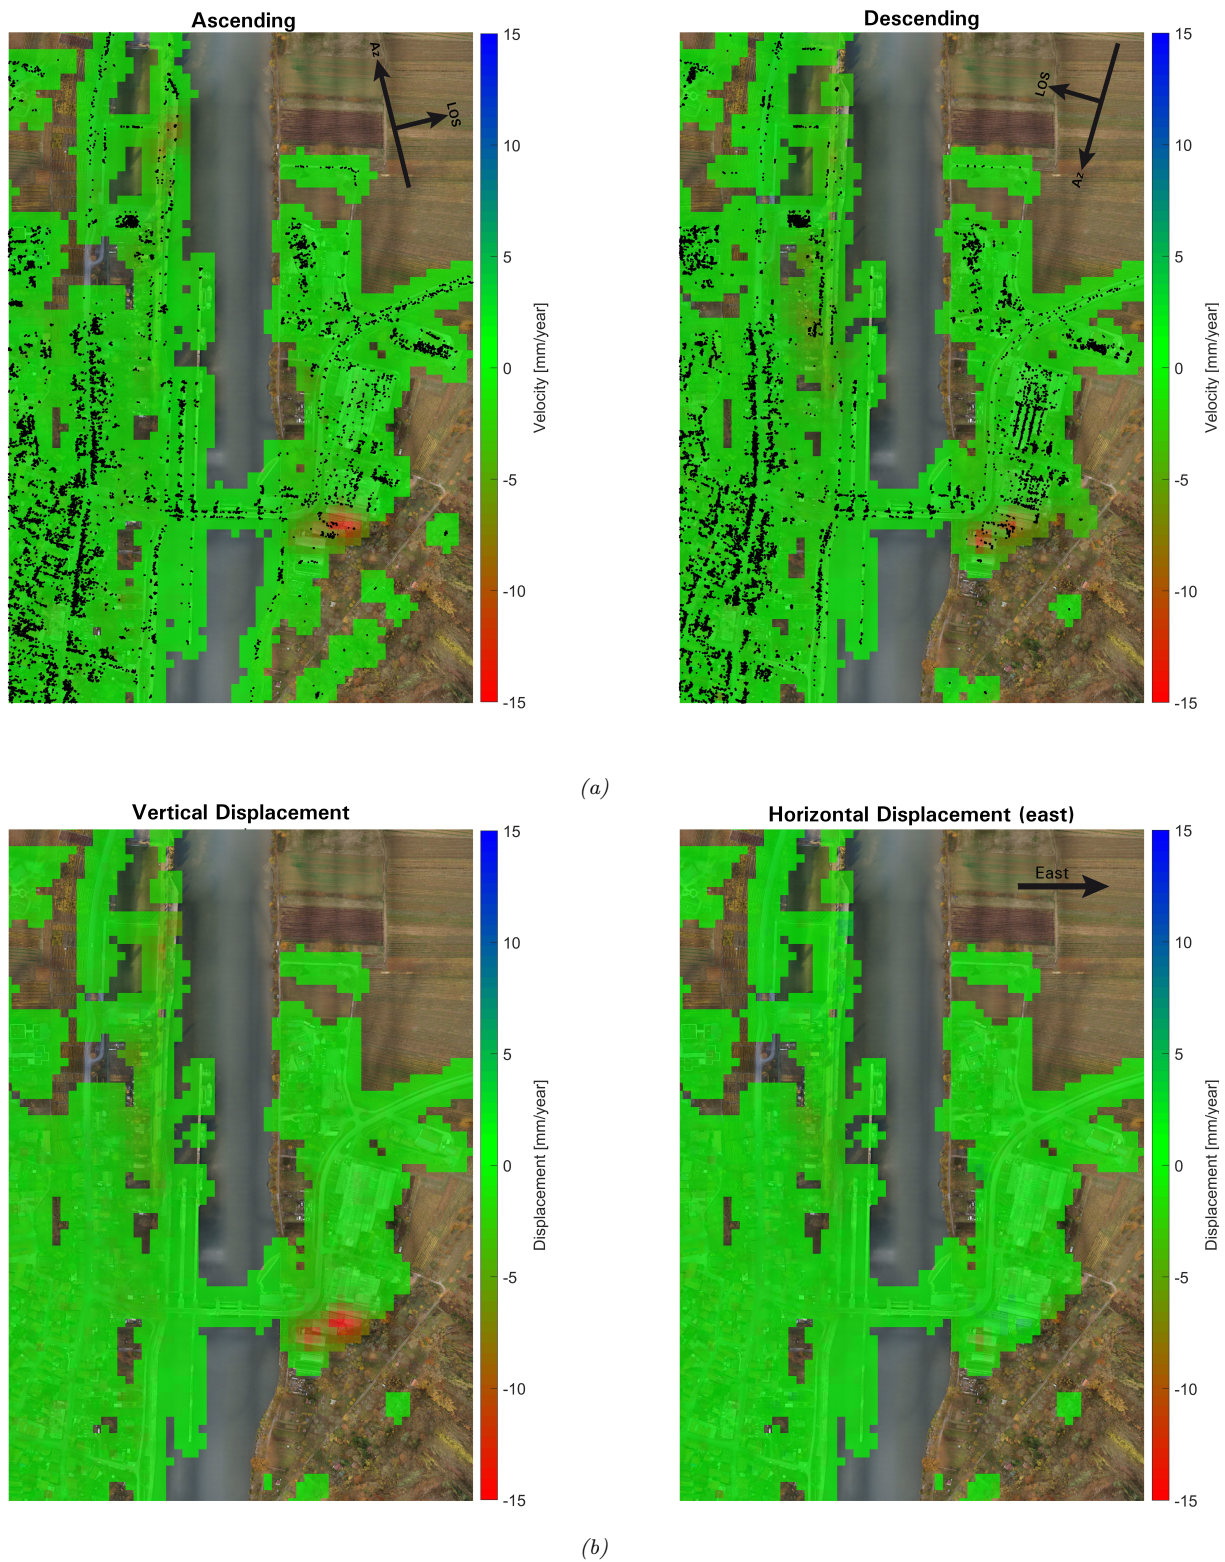 Ascending
Descending
Az
LOS
15
10
5
0
-5
-10
-15
Velocity [mm/year]
LOS
Az
15
10
5
0
-5
-10
-15
Velocity [mm/year]
(a)
Vertical Displacement
Horizontal Displacement (east)
15
10
5
0
-5
-10
-15
Displacement [mm/year]
East
15
10
5
0
-5
-10
-15
Displacement [mm/year]
(b)